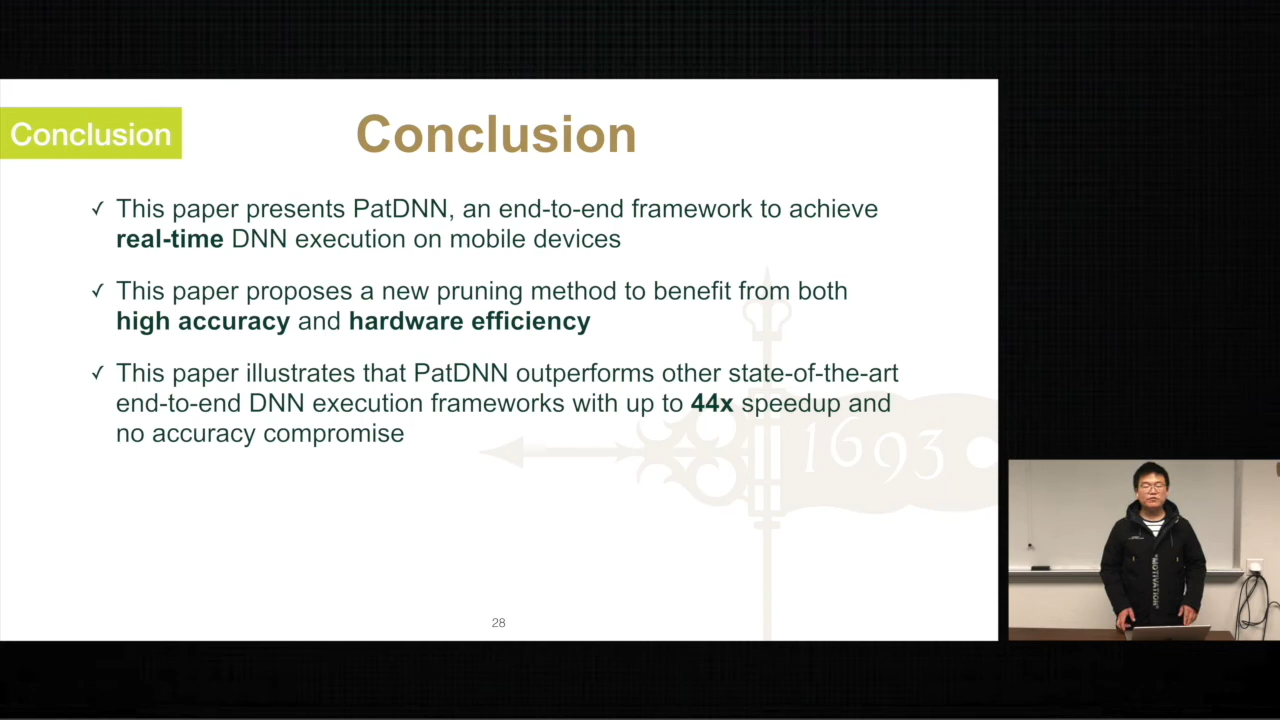 Conclusion
Conclusion
✓ This paper presents PatDNN, an end-to-end framework to achieve
real-time DNN execution on mobile devices
✓ This paper proposes a new pruning method to benefit from both
high accuracy and hardware efficiency
✓ This paper illustrates that PatDNN outperforms other state-of-the-art
end-to-end DNN execution frameworks with up to 44x speedup and
no accuracy compromise
1693
28
"MOTIVATION"